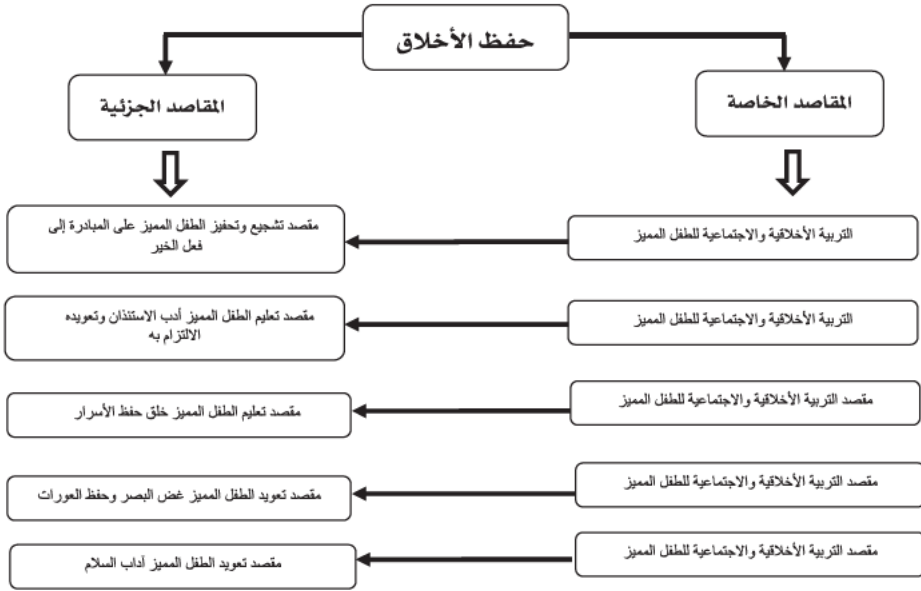 حفظ الأخلاق
المقاصد الخاصة
المقاصد الجزئية
التربية الأخلاقية والاجتماعية للطفل المميز
مقصد تشجيع وتحفيز الطفل المميز على المبادرة إلى
فعل الخير
التربية الأخلاقية والاجتماعية للطفل المميز
مقصد تعليم الطفل المميز أدب الاستئذان وتعويده
الالتزام به
مقصد التربية الأخلاقية والاجتماعية للطفل المميز
مقصد تعليم الطفل المميز خلق حفظ الأسرار
مقصد التربية الأخلاقية والاجتماعية للطفل المميز
مقصد تعويد الطفل المميز غض البصر وحفظ العورات
مقصد التربية الأخلاقية والاجتماعية للطفل المميز
مقصد تعويد الطفل المميز آداب السلام